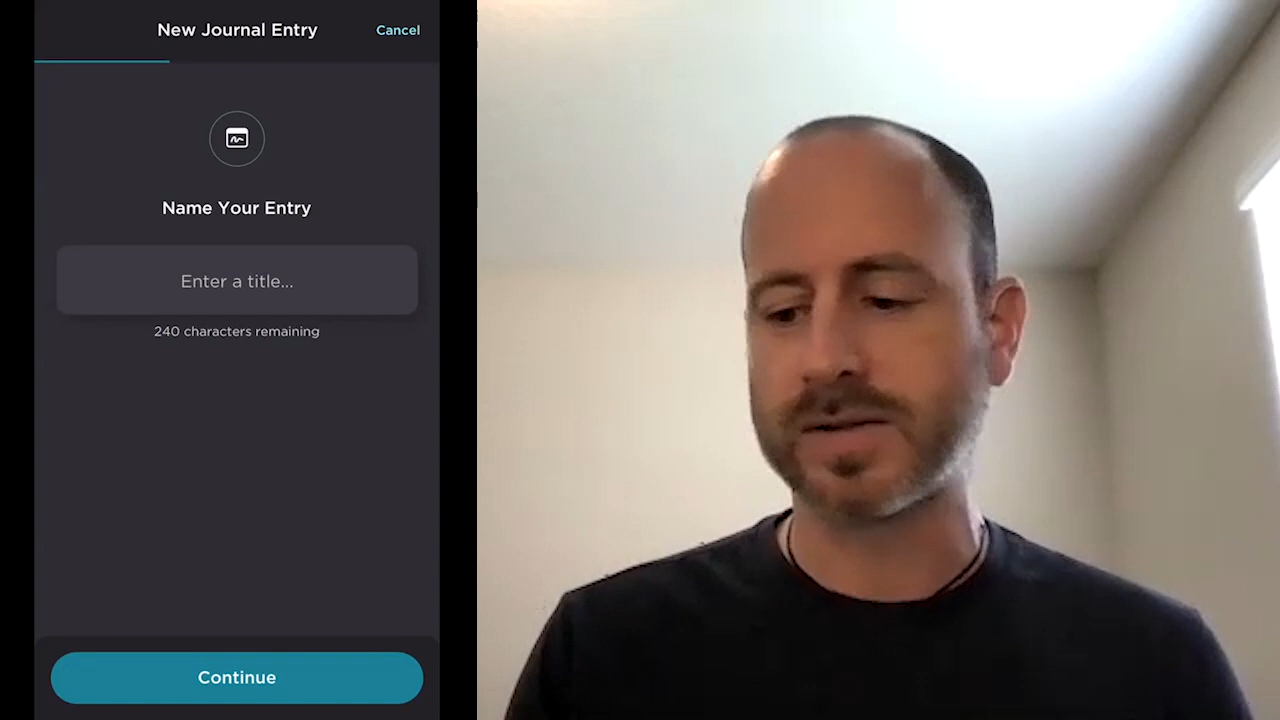 New Journal Entry
Cancel
Name Your Entry
Enter a title...
240 characters remaining
Continue